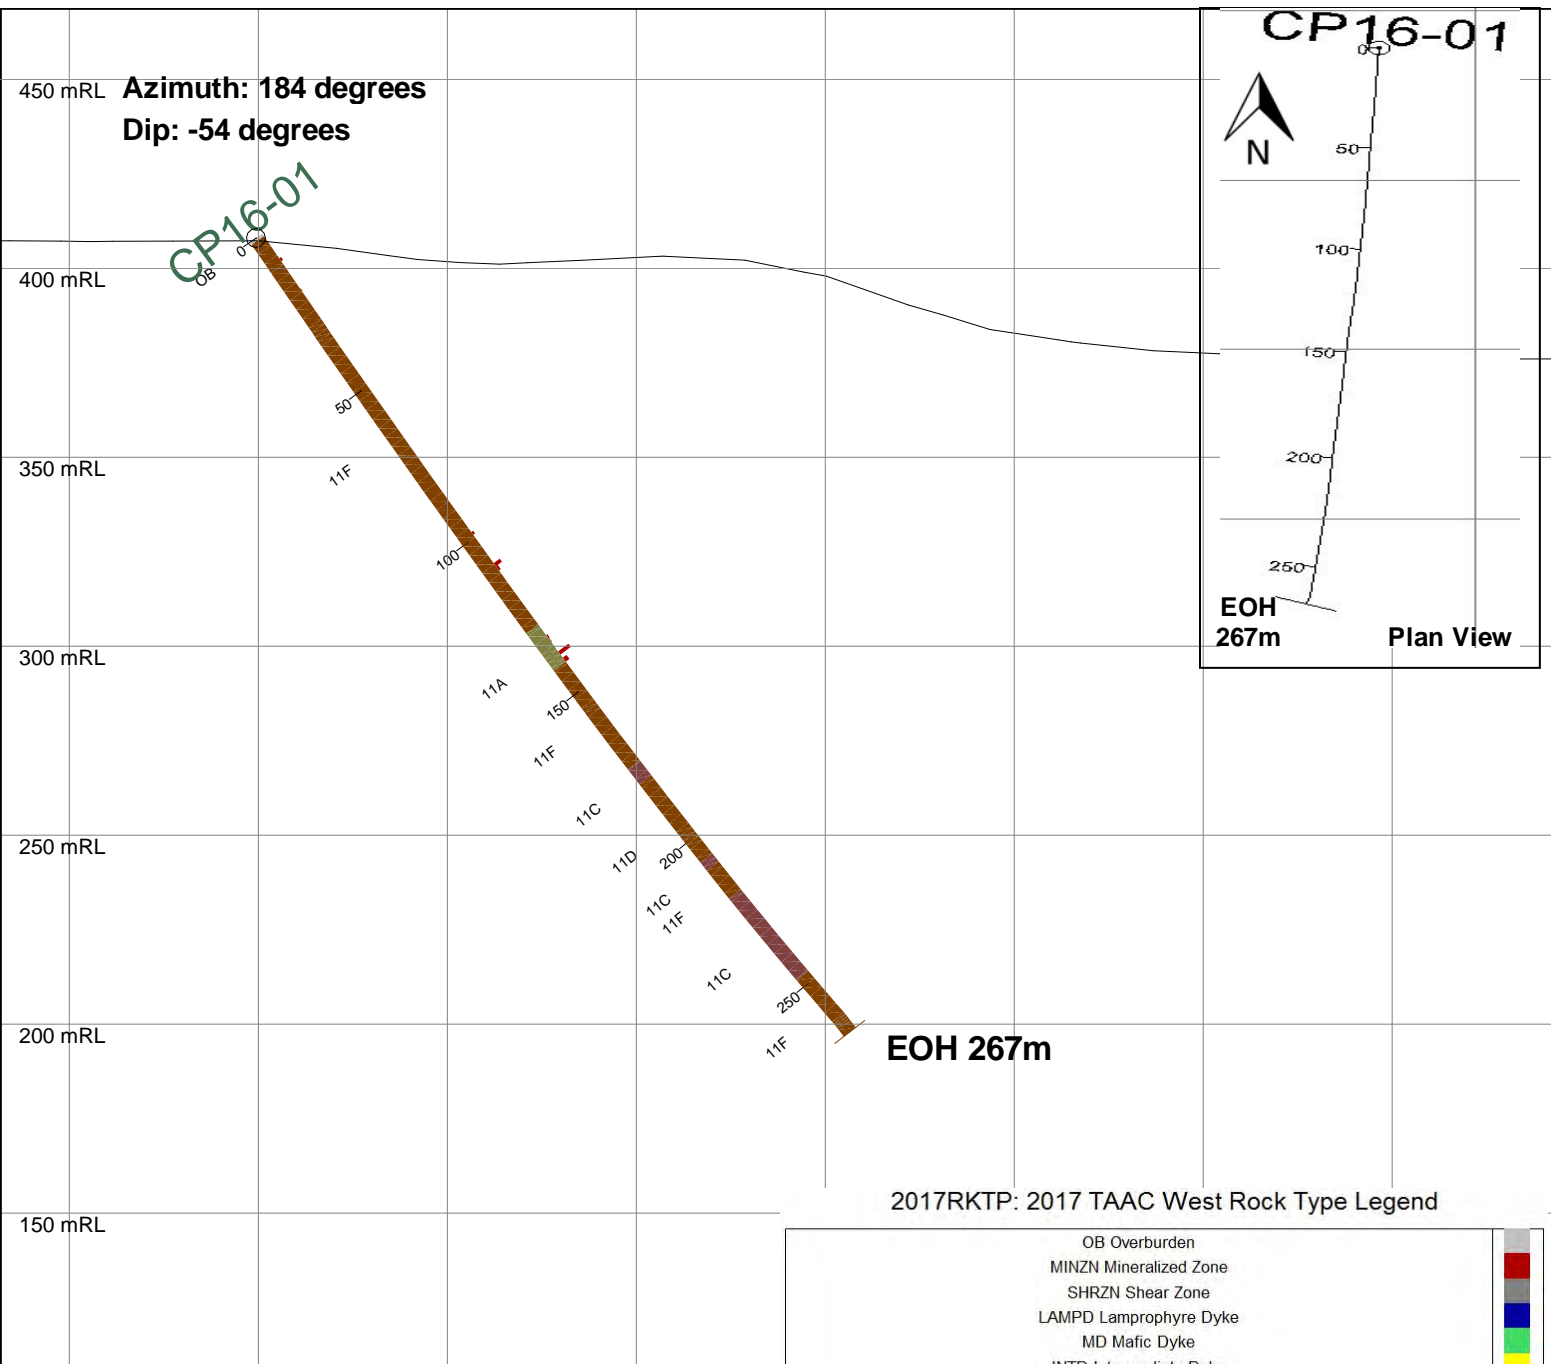 450 mRL
Azimuth: 184 degrees
Dip: -54 degrees
CP16-01
0
OB
400 mRL
50
350 mRL
11F
100
300 mRL
11A
150
11F
11C
250 mRL
11D
200
11C
11F
11C
250
200 mRL
11F
EOH 267m
150 mRL
CP16-01
0
N
50
100
150
200
250
EOH
267m
Plan View
2017RKTP: 2017 TAAC West Rock Type Legend
OB Overburden
MINZN Mineralized Zone
SHRZN Shear Zone
LAMPD Lamprophyre Dyke
MD Mafic Dyke